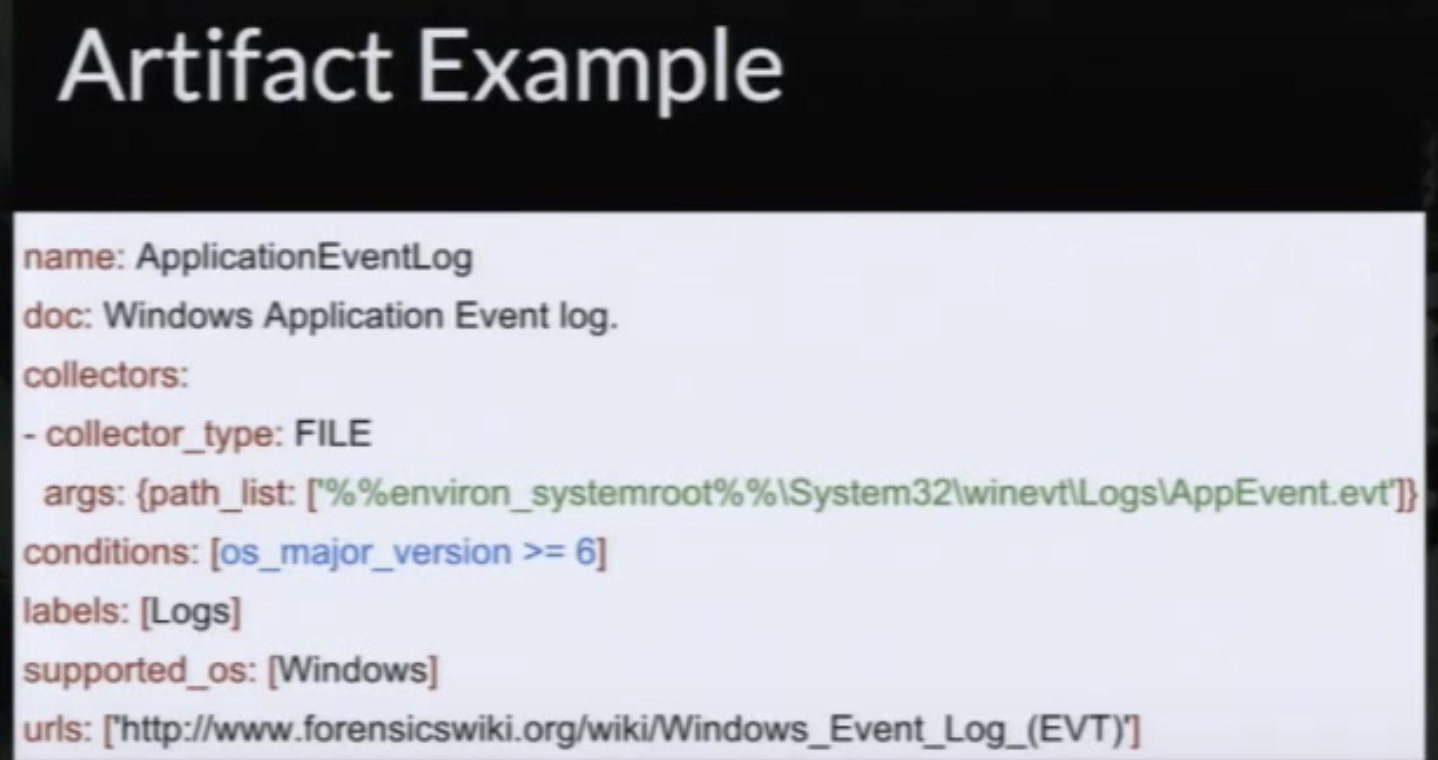 Artifact Example
name: ApplicationEventLog
doc: Windows Application Event log.
collectors:
- collector_type: FILE
args: {path_list: ['%%environ_systemroot%%\System32\winevt\Logs\AppEvent.evt']}
conditions: [os_major_version >= 6]
labels: [Logs]
supported_os: [Windows]
urls: ['http://www.forensicswiki.org/wiki/Windows_Event_Log_(EVT)']